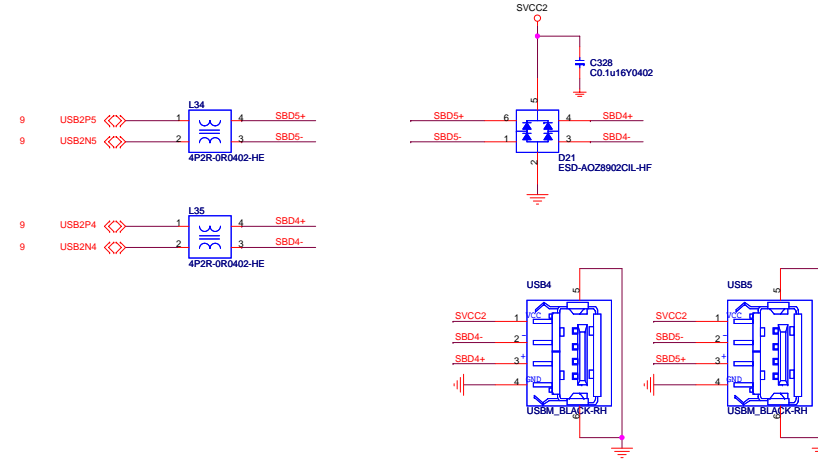 SVCC2
C328
C0.1u16Y0402
L34
9 USB2P5 1 4 SBD5+
9 USB2N5 2 3 SBD5-
4P2R-0R0402-HE
5
SBD5+ 6 4 SBD4+
SBD5- 1 3 SBD4-
2
D21
ESD-AOZ8902CIL-HF
L35
9 USB2P4 1 4 SBD4+
9 USB2N4 2 3 SBD4-
4P2R-0R0402-HE
USB4
5
SVCC2 1 VCC
SBD4- 2 -
SBD4+ 3 +
4 GND
USBM_BLACK-RH
6
USB5
5
SVCC2 1 VCC
SBD5- 2 -
SBD5+ 3 +
4 GND
USBM_BLACK-RH
6